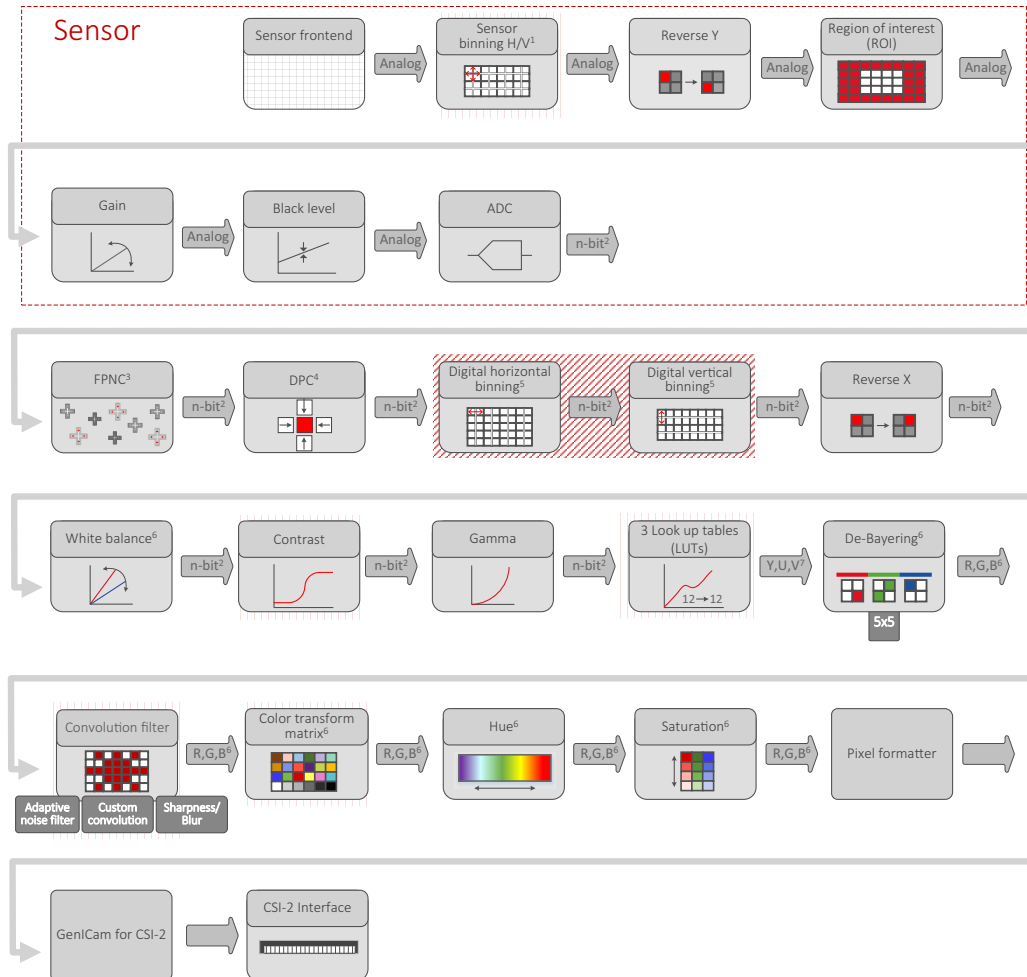 Sensor
Sensor frontend
Analog
Sensor
binning H/V¹
Analog
Reverse Y
Analog
Region of interest
(ROI)
Analog
Gain
Analog
Black level
Analog
ADC
n-bit²
FPNC³
n-bit²
DPC⁴
n-bit²
Digital horizontal
binning⁵
n-bit²
Digital vertical
binning⁵
n-bit²
Reverse X
n-bit²
White balance⁶
n-bit²
Contrast
n-bit²
Gamma
n-bit²
3 Look up tables
(LUTs)
12→12
Y,U,V⁷
De-Bayering⁶
5x5
R,G,B⁶
Convolution filter
Adaptive
noise filter
Custom
convolution
Sharpness/
Blur
R,G,B⁶
Color transform
matrix⁶
R,G,B⁶
Hue⁶
R,G,B⁶
Saturation⁶
R,G,B⁶
Pixel formatter
GenICam for CSI-2
CSI-2 Interface